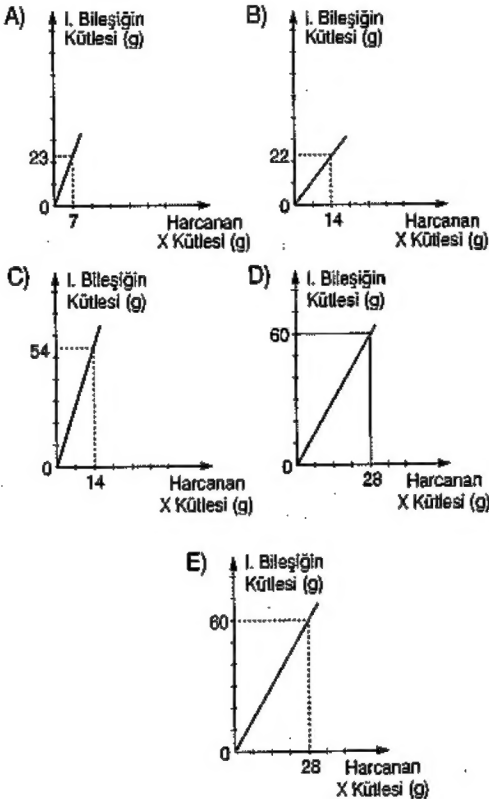 A) I. Bileşiğin
Kütlesi (g)
23
0
7
Harcanan
X Kütlesi (g)
B) I. Bileşiğin
Kütlesi (g)
22
0
14
Harcanan
X Kütlesi (g)
C) I. Bileşiğin
Kütlesi (g)
54
0
14
Harcanan
X Kütlesi (g)
D) I. Bileşiğin
Kütlesi (g)
60
0
28
Harcanan
X Kütlesi (g)
E) I. Bileşiğin
Kütlesi (g)
60
0
28
Harcanan
X Kütlesi (g)